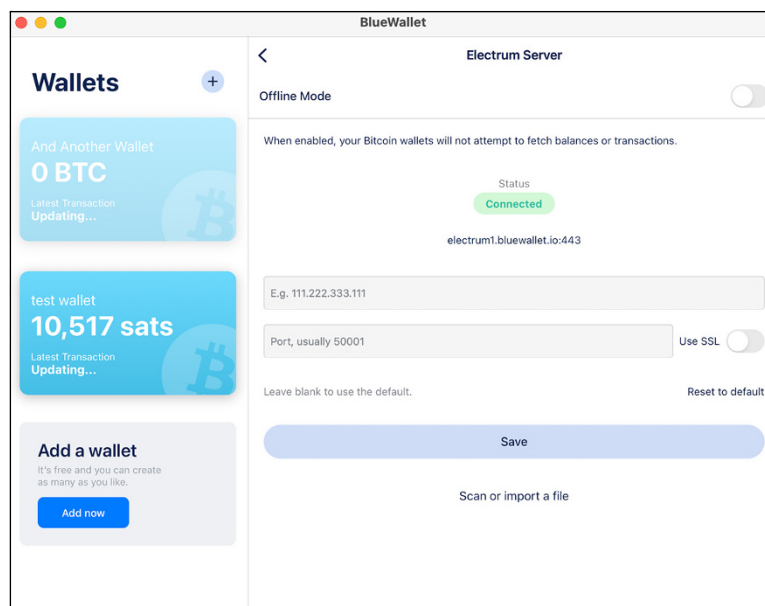 BlueWallet
Wallets
+
And Another Wallet
0 BTC
Latest Transaction
Updating...
test wallet
10,517 sats
Latest Transaction
Updating...
Add a wallet
It's free and you can create
as many as you like.
Add now
Electrum Server
Offline Mode
When enabled, your Bitcoin wallets will not attempt to fetch balances or transactions.
Status
Connected
electrum1.bluewallet.io:443
E.g. 111.222.333.111
Port, usually 50001
Use SSL
Leave blank to use the default.
Reset to default
Save
Scan or import a file